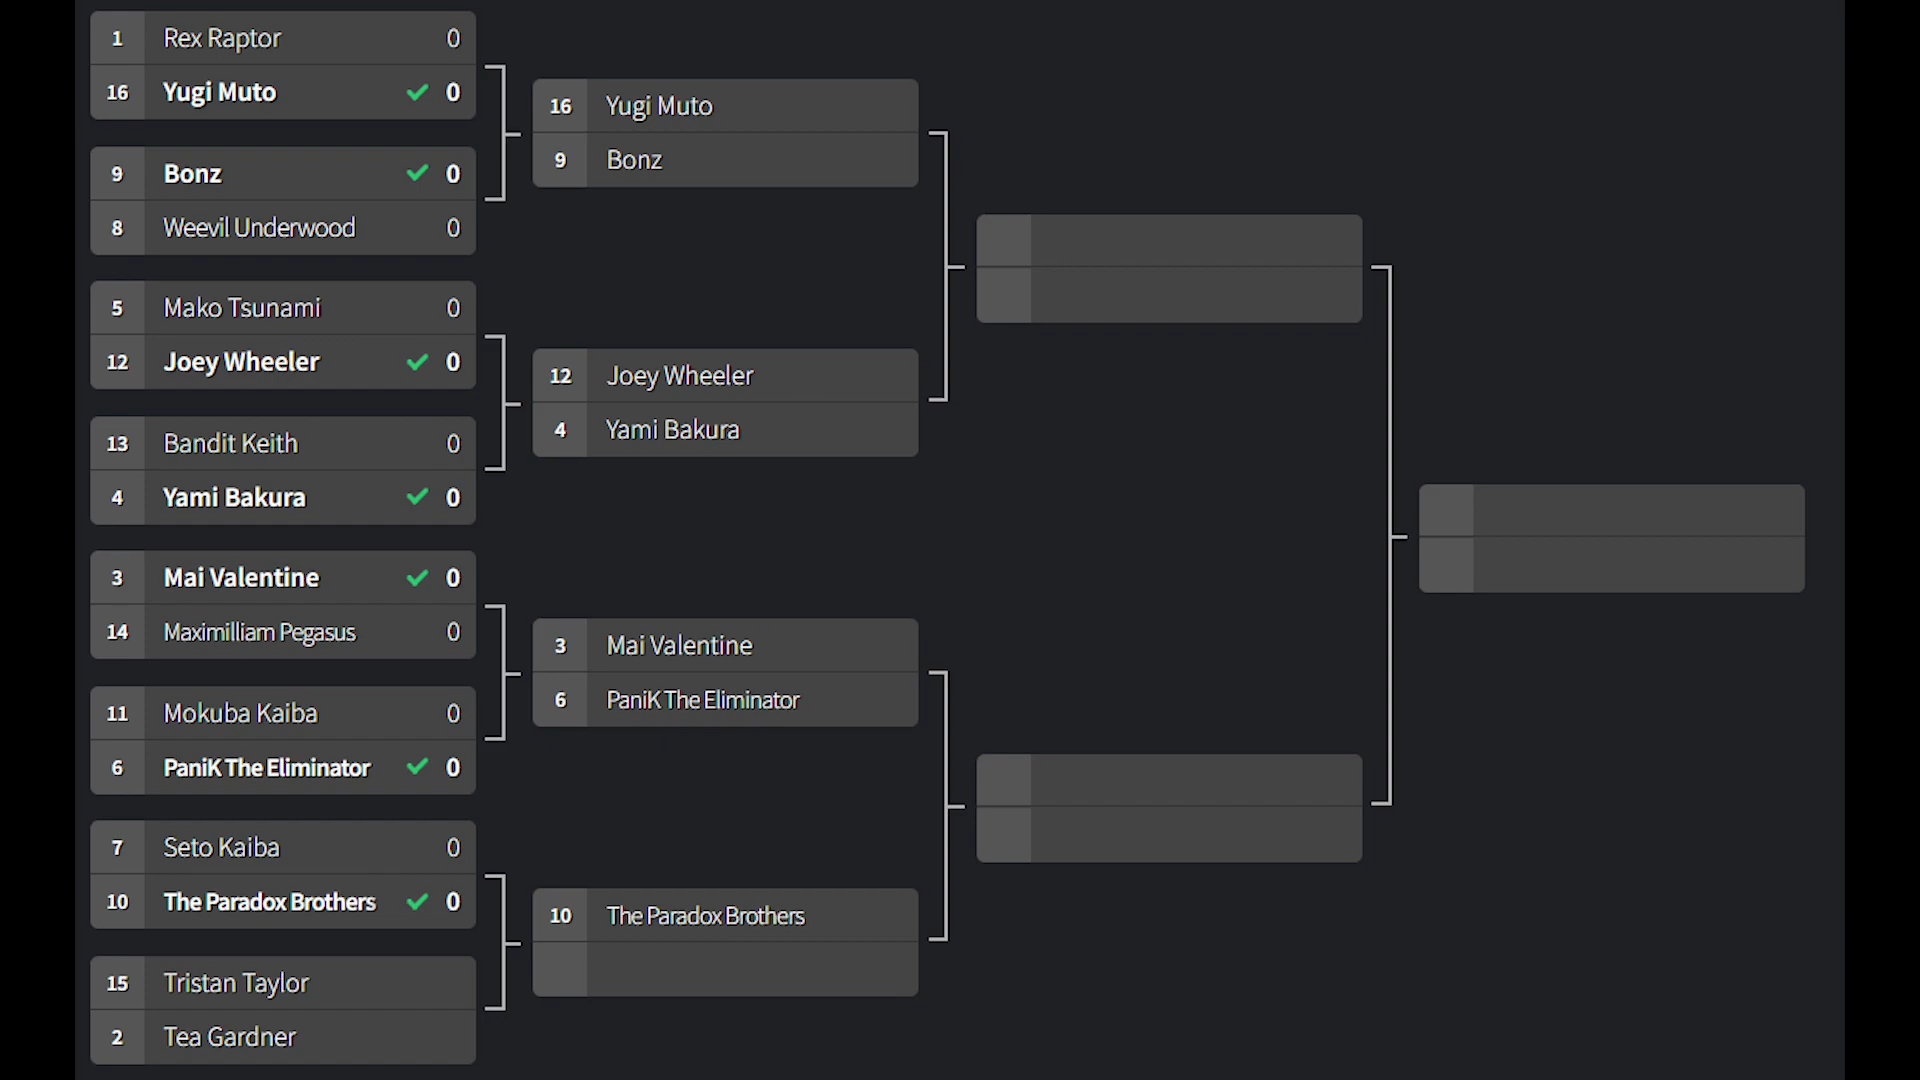 1 Rex Raptor 0
16 Yugi Muto 0
9 Bonz 0
8 Weevil Underwood 0
5 Mako Tsunami 0
12 Joey Wheeler 0
13 Bandit Keith 0
4 Yami Bakura 0
3 Mai Valentine 0
14 Maximilliam Pegasus 0
11 Mokuba Kaiba 0
6 PaniK The Eliminator 0
7 Seto Kaiba 0
10 The Paradox Brothers 0
15 Tristan Taylor
2 Tea Gardner
16 Yugi Muto
9 Bonz
12 Joey Wheeler
4 Yami Bakura
3 Mai Valentine
6 PaniK The Eliminator
10 The Paradox Brothers